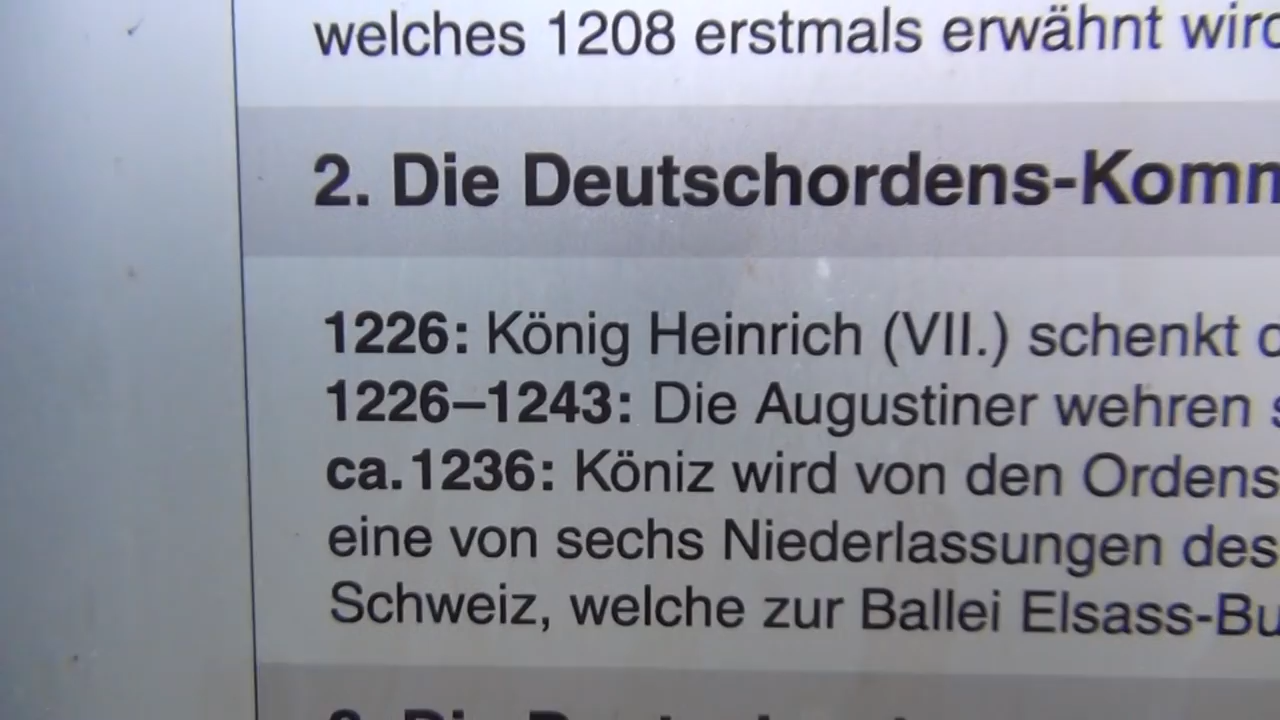 welches 1208 erstmals erwähnt wird
2. Die Deutschordens-Komm
1226: König Heinrich (VII.) schenkt
1226–1243: Die Augustiner wehren
ca. 1236: Köniz wird von den Ordens
eine von sechs Niederlassungen des
Schweiz, welche zur Ballei Elsass-Bu